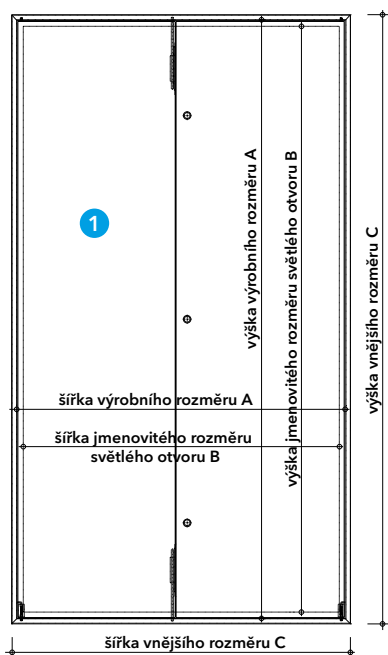 1
výška výrobního rozměru A
výška jmenovitého rozměru světlého otvoru B
výška vnějšího rozměru C
šířka výrobního rozměru A
šířka jmenovitého rozměru
světlého otvoru B
šířka vnějšího rozměru C